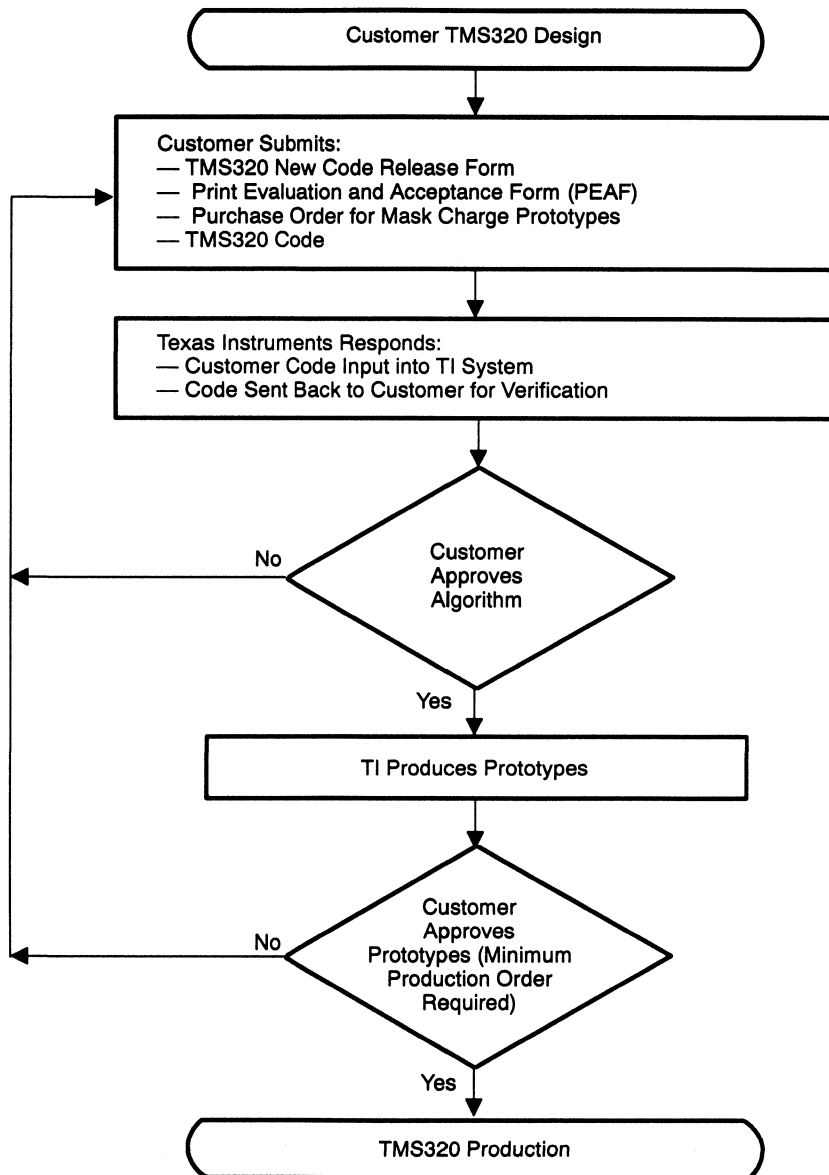 Customer TMS320 Design
Customer Submits:
— TMS320 New Code Release Form
— Print Evaluation and Acceptance Form (PEAF)
— Purchase Order for Mask Charge Prototypes
— TMS320 Code
Texas Instruments Responds:
— Customer Code Input into TI System
— Code Sent Back to Customer for Verification
No
Customer
Approves
Algorithm
Yes
TI Produces Prototypes
No
Customer
Approves
Prototypes (Minimum
Production Order
Required)
Yes
TMS320 Production